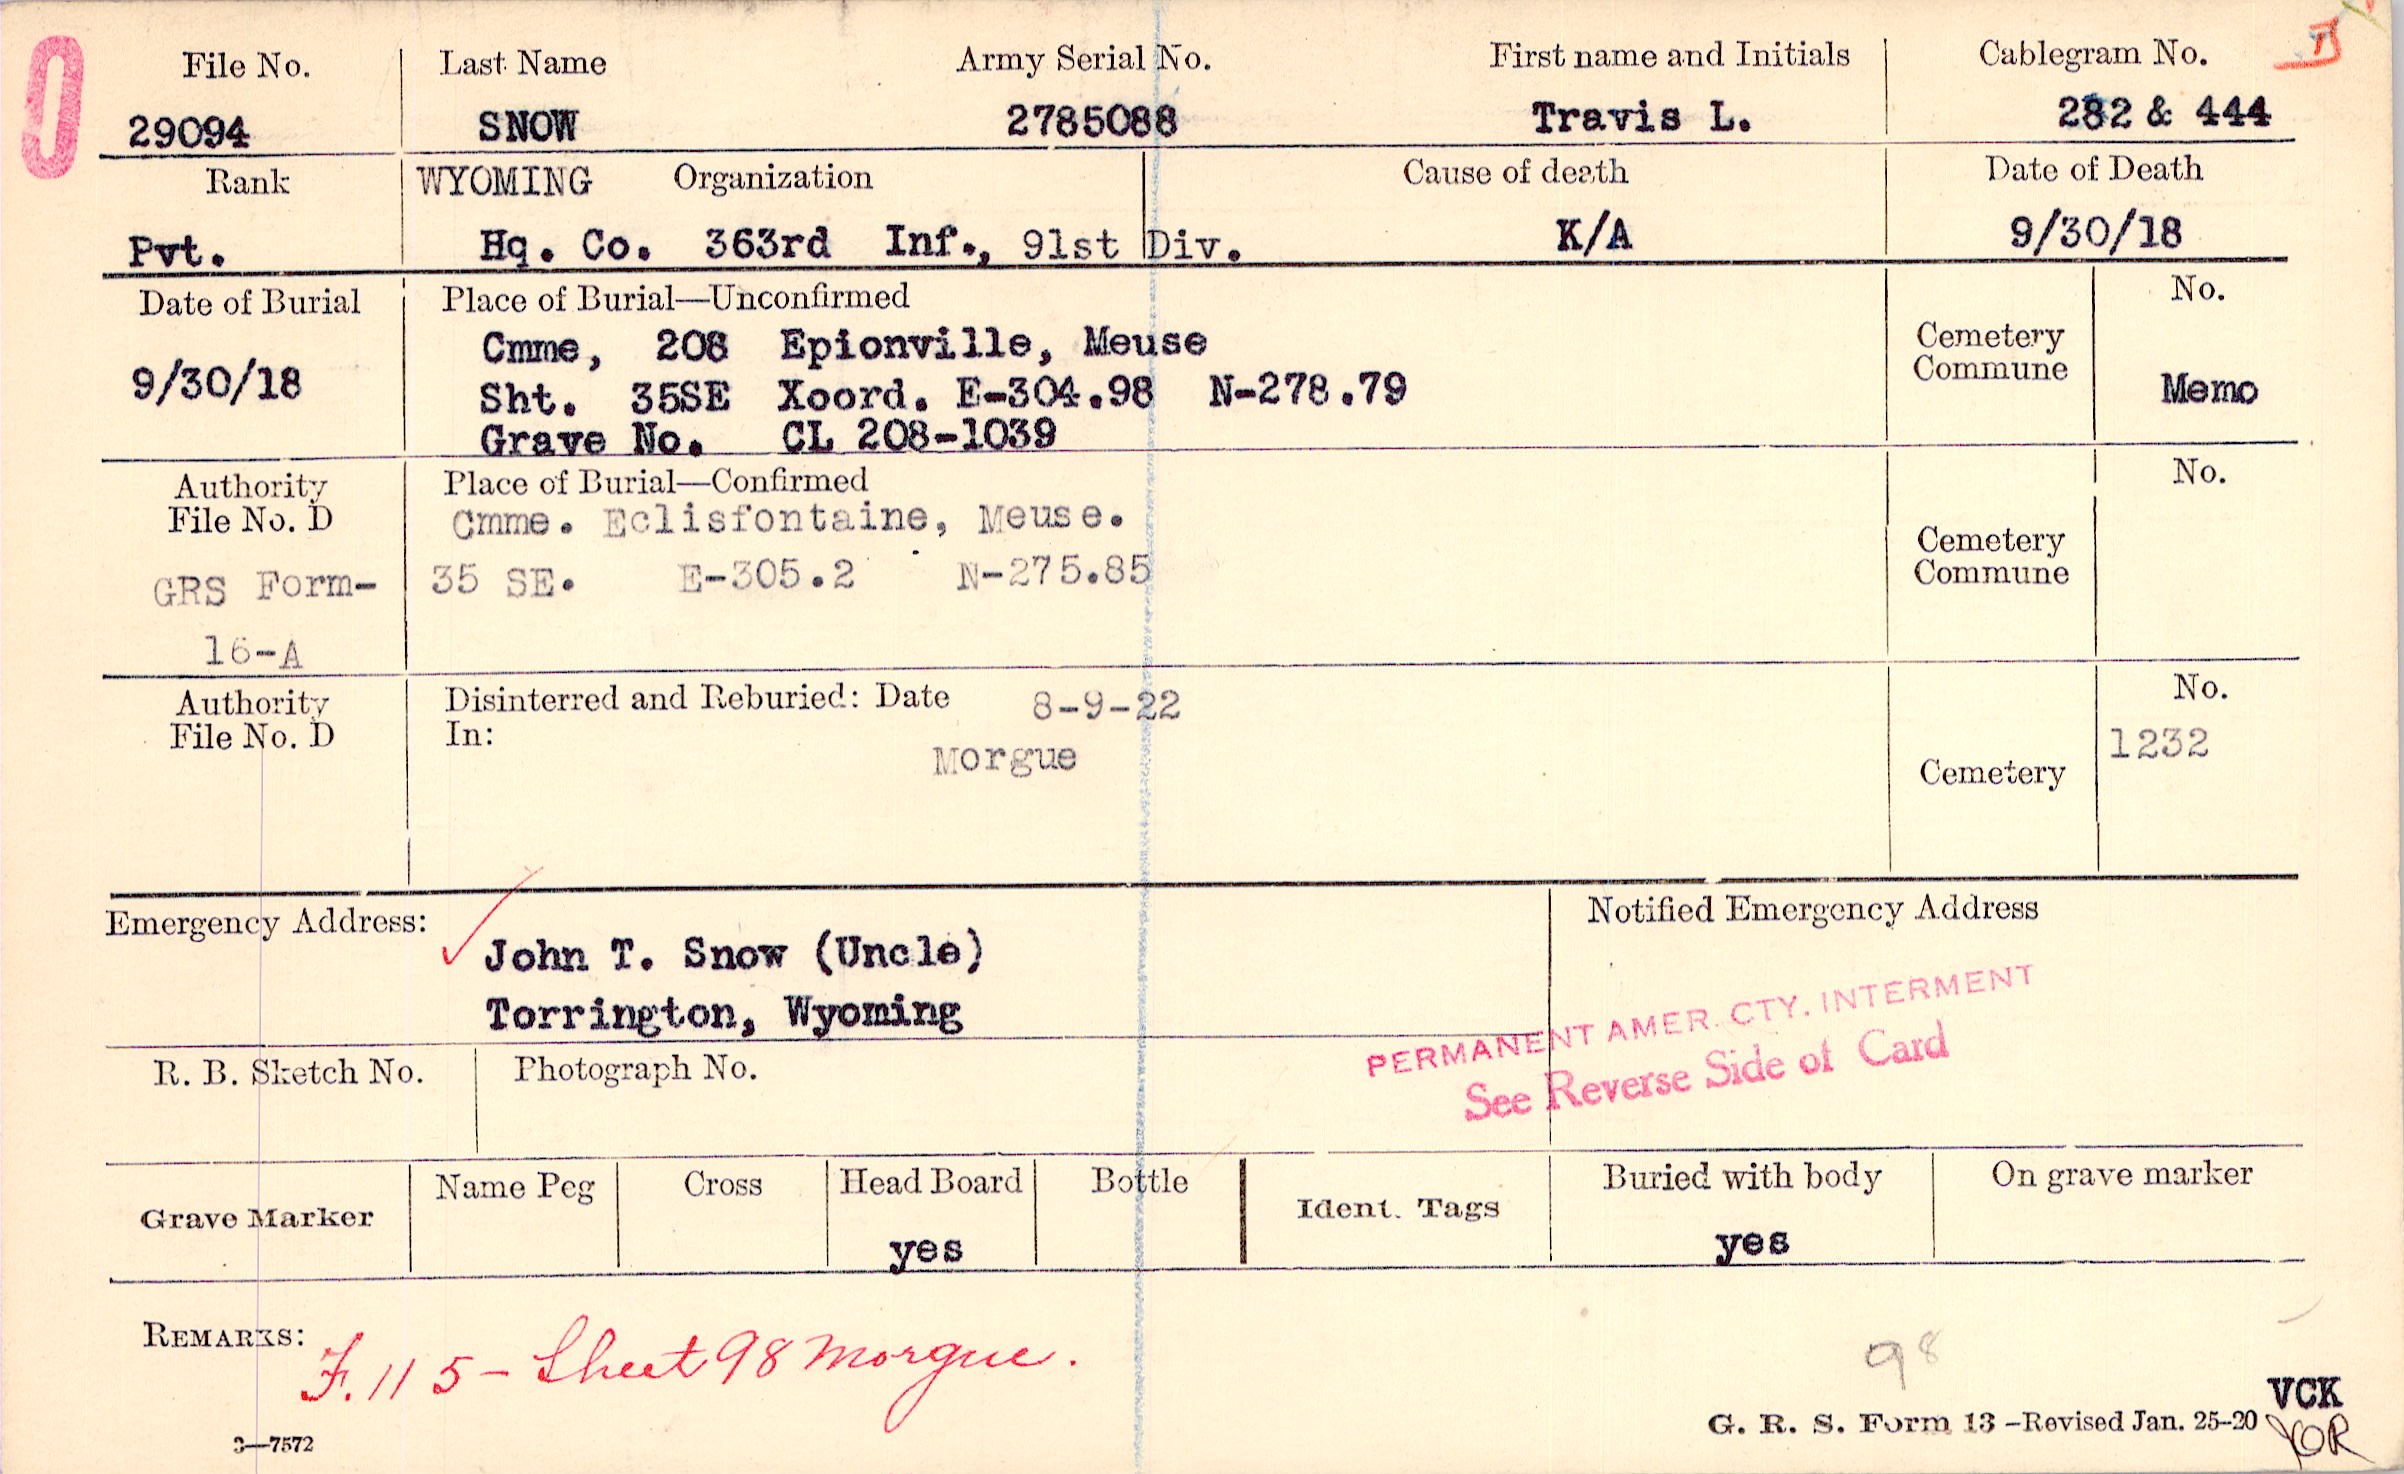 File No. Last Name Army Serial No. First name and Initials Cablegram No.
29094 SNOW 2785088 Travis L. 282 & 444
Rank WYOMING Organization Cause of death Date of Death
Pvt. Hq. Co. 363rd Inf., 91st Div. K/A 9/30/18
Date of Burial Place of Burial—Unconfirmed No.
Cmme, 208 Epionville, Meuse Cemetery
9/30/18 Sht. 35SE Xoord. E-304.98 N-278.79 Commune Memo
Grave No. CL 208-1039
Authority Place of Burial—Confirmed No.
File No. D Cmme. Eclisfontaine, Meuse. Cemetery
GRS Form- 35 SE. E-305.2 N-275.85 Commune
16-A
Authority Disinterred and Reburied: Date 8-9-22 No.
File No. D In: Morgue Cemetery 1232
Emergency Address: Notified Emergency Address
John T. Snow (Uncle)
Torrington, Wyoming
PERMANENT AMER. CTY. INTERMENT
See Reverse Side of Card
R. B. Sketch No. Photograph No.
Grave Marker Name Peg Cross Head Board Bottle Ident. Tags Buried with body On grave marker
yes yes
REMARKS: F. 115 - Sheet 98 Morgue.
98
VCK
3—7572 G. R. S. Form 13 —Revised Jan. 25-20